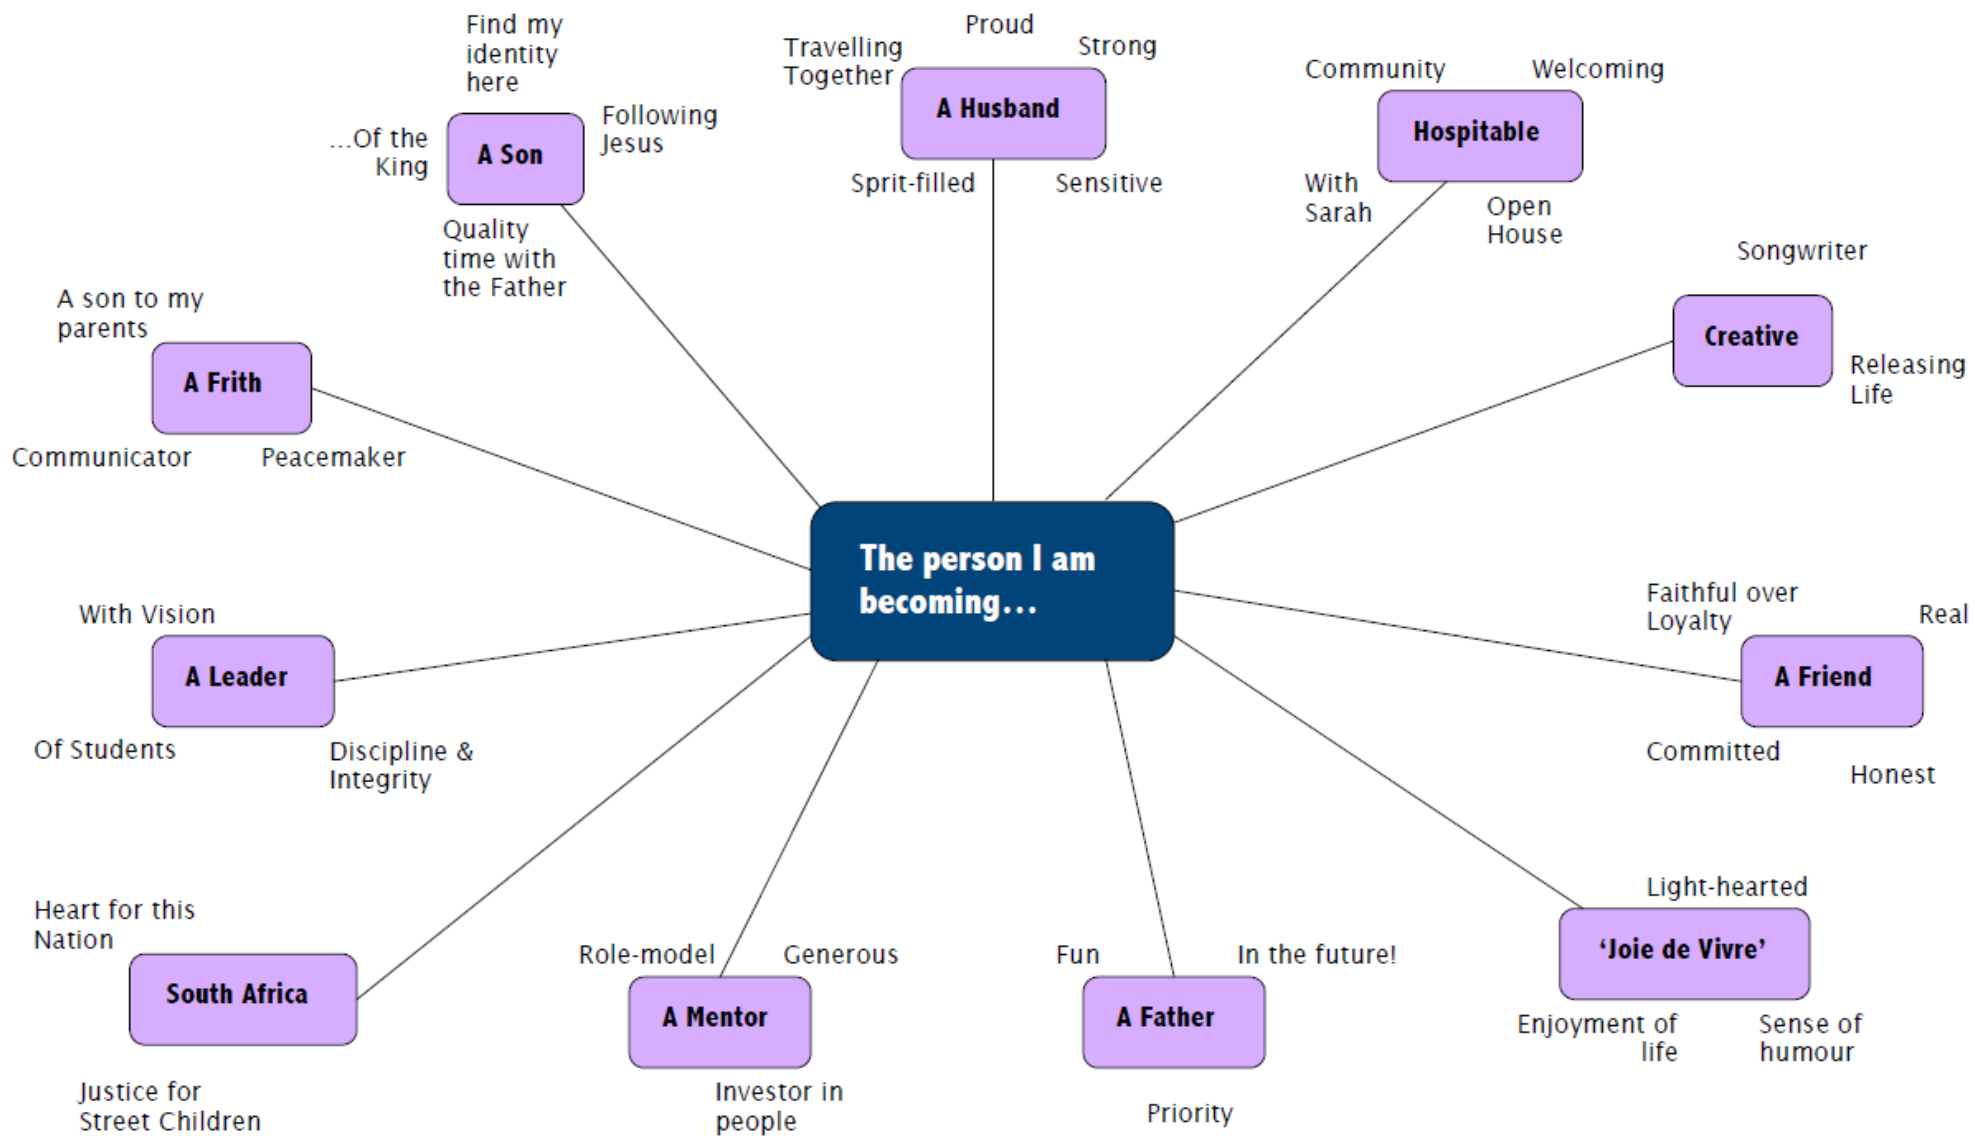 Find my
identity
here
...Of the
King
A Son
Following
Jesus
Quality
time with
the Father
Travelling
Together
Proud
Strong
A Husband
Sprit-filled
Sensitive
Community
Welcoming
Hospitable
With
Sarah
Open
House
Songwriter
Creative
Releasing
Life
A son to my
parents
A Frith
Communicator
Peacemaker
The person I am
becoming...
Faithful over
Loyalty
Real
A Friend
Committed
Honest
With Vision
A Leader
Of Students
Discipline &
Integrity
Heart for this
Nation
South Africa
Justice for
Street Children
Role-model
Generous
A Mentor
Investor in
people
Fun
In the future!
A Father
Priority
Light-hearted
‘Joie de Vivre’
Enjoyment of
life
Sense of
humour